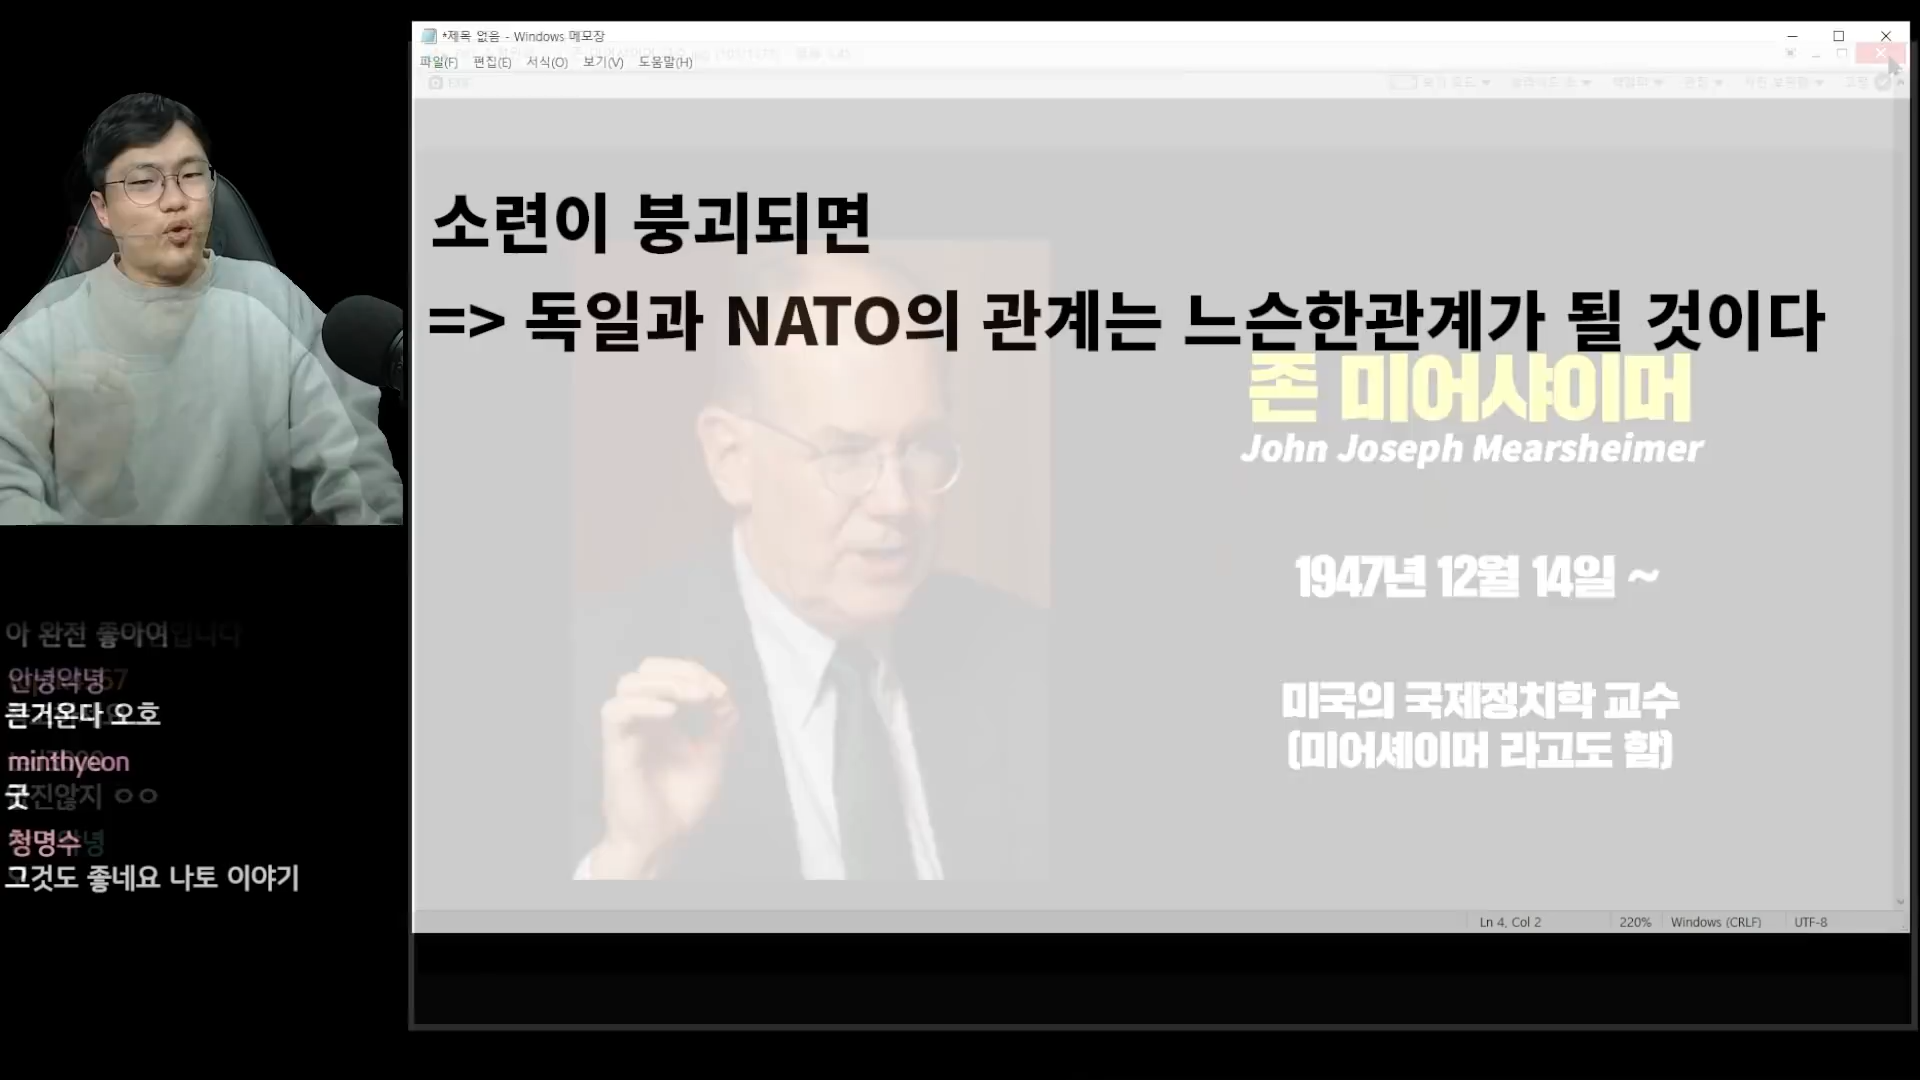 *제목 없음 - Windows 메모장
파일(F) 편집(E) 서식(O) 보기(V) 도움말(H)
소련이 붕괴되면
=> 독일과 NATO의 관계는 느슨한관계가 될 것이다
존 미어샤이머
John Joseph Mearsheimer
1947년 12월 14일 ~
미국의 국제정치학 교수
(미어셰이머 라고도 함)
Ln 4, Col 2 220% Windows (CRLF) UTF-8
아 완전 좋아여
안녕악녕
큰거온다 오호
minthyeon
굿
청명수
그것도 좋네요 나토 이야기